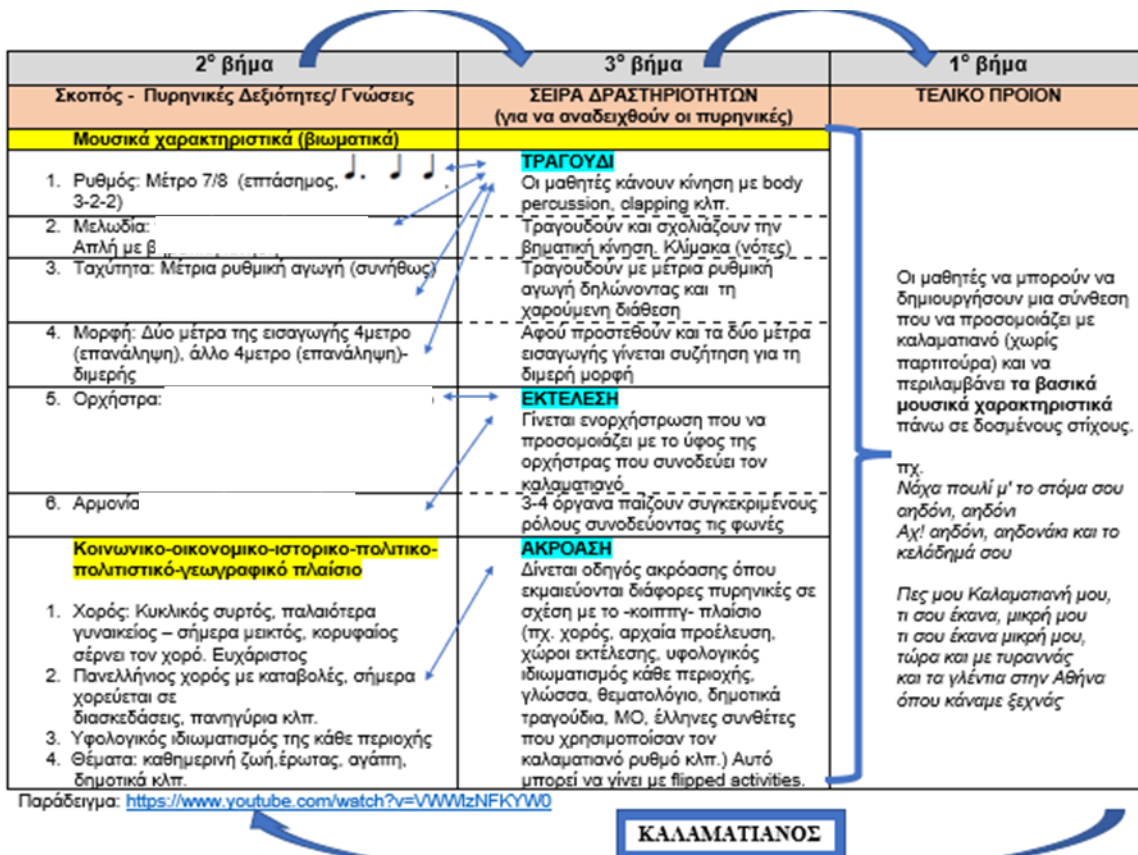 2° βήμα
3° βήμα
1° βήμα
Σκοπός - Πυρηνικές Δεξιότητες/ Γνώσεις
ΣΕΙΡΑ ΔΡΑΣΤΗΡΙΟΤΗΤΩΝ
(για να αναδειχθούν οι πυρηνικές)
ΤΕΛΙΚΟ ΠΡΟΙΟΝ
Μουσικά χαρακτηριστικά (βιωματικά)
1. Ρυθμός: Μέτρο 7/8 (επτάσημος,
3-2-2)
2. Μελωδία:
Απλή με β
3. Ταχύτητα: Μέτρια ρυθμική αγωγή (συνήθως)
4. Μορφή: Δύο μέτρα της εισαγωγής 4μετρο
(επανάληψη), άλλο 4μετρο (επανάληψη)-
διμερής
5. Ορχήστρα:
6. Αρμονία
Κοινωνικο-οικονομικο-ιστορικο-πολιτικο-
πολιτιστικό-γεωγραφικό πλαίσιο
1. Χορός: Κυκλικός συρτός, παλαιότερα
γυναικείος – σήμερα μεικτός, κορυφαίος
σέρνει τον χορό. Ευχάριστος
2. Πανελλήνιος χορός με καταβολές, σήμερα
χορεύεται σε
διασκεδάσεις, πανηγύρια κλπ.
3. Υφολογικός ιδιωματισμός της κάθε περιοχής
4. Θέματα: καθημερινή ζωή,έρωτας, αγάπη,
δημοτικά κλπ.
ΤΡΑΓΟΥΔΙ
Οι μαθητές κάνουν κίνηση με body
percussion, clapping κλπ.
Τραγουδούν και σχολιάζουν την
βηματική κίνηση. Κλίμακα (νότες)
Τραγουδούν με μέτρια ρυθμική
αγωγή δηλώνοντας και τη
χαρούμενη διάθεση
Αφού προστεθούν και τα δύο μέτρα
εισαγωγής γίνεται συζήτηση για τη
διμερή μορφή
ΕΚΤΕΛΕΣΗ
Γίνεται ενορχήστρωση που να
προσομοιάζει με το ύφος της
ορχήστρας που συνοδεύει τον
καλαματιανό
3-4 όργανα παίζουν συγκεκριμένους
ρόλους συνοδεύοντας τις φωνές
ΑΚΡΟΑΣΗ
Δίνεται οδηγός ακρόασης όπου
εκμαιεύονται διάφορες πυρηνικές σε
σχέση με το -κοιππγ- πλαίσιο
(πχ. χορός, αρχαία προέλευση,
χώροι εκτέλεσης, υφολογικός
ιδιωματισμός κάθε περιοχής,
γλώσσα, θεματολόγιο, δημοτικά
τραγούδια, ΜΟ, έλληνες συνθέτες
που χρησιμοποίσαν τον
καλαματιανό ρυθμό κλπ.) Αυτό
μπορεί να γίνει με flipped activities.
Οι μαθητές να μπορούν να
δημιουργήσουν μια σύνθεση
που να προσομοιάζει με
καλαματιανό (χωρίς
παρτιτούρα) και να
περιλαμβάνει τα βασικά
μουσικά χαρακτηριστικά
πάνω σε δοσμένους στίχους.
πχ.
Νάχα πουλί μ' το στόμα σου
αηδόνι, αηδόνι
Αχ! αηδόνι, αηδονάκι και το
κελάδημά σου
Πες μου Καλαματιανή μου,
τι σου έκανα, μικρή μου
τι σου έκανα μικρή μου,
τώρα και με τυραννάς
και τα γλέντια στην Αθήνα
όπου κάναμε ξεχνάς
Παράδειγμα: https://www.youtube.com/watch?v=VWWIzNFKYW0
ΚΑΛΑΜΑΤΙΑΝΟΣ